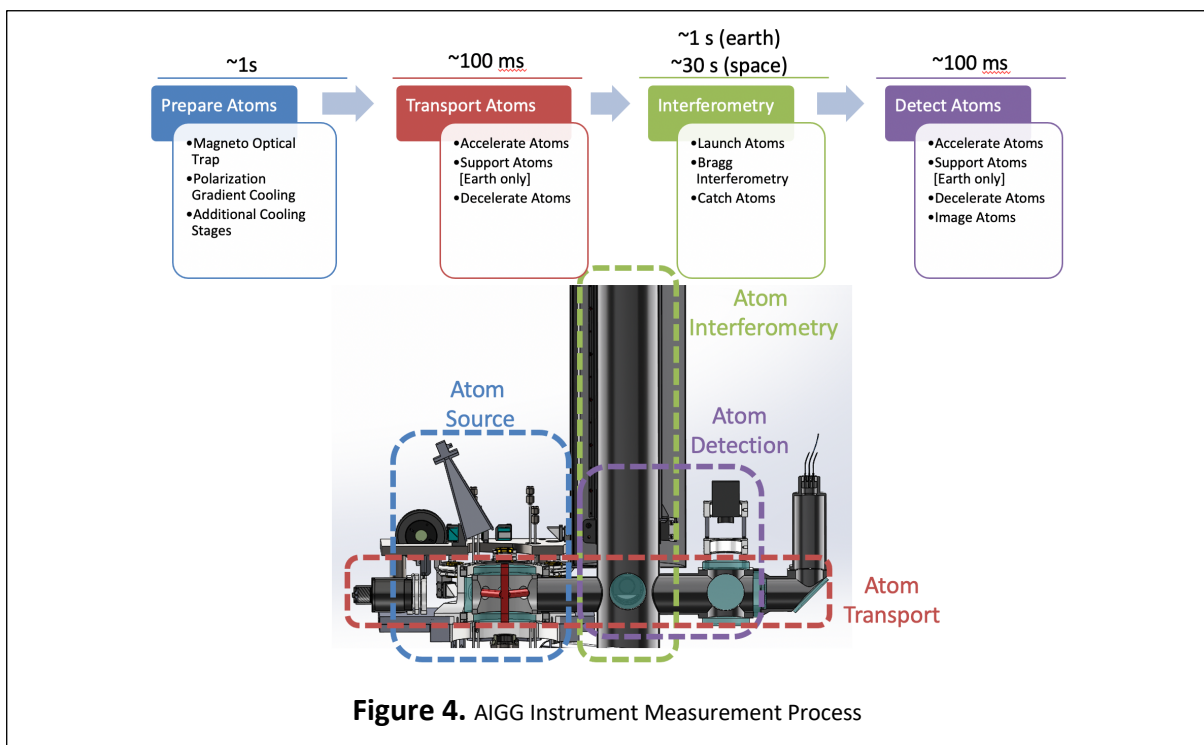 ~1s
Prepare Atoms
•Magneto Optical
Trap
•Polarization
Gradient Cooling
•Additional Cooling
Stages
~100 ms
Transport Atoms
•Accelerate Atoms
•Support Atoms
[Earth only]
•Decelerate Atoms
~1 s (earth)
~30 s (space)
Interferometry
•Launch Atoms
•Bragg
Interferometry
•Catch Atoms
~100 ms
Detect Atoms
•Accelerate Atoms
•Support Atoms
[Earth only]
•Decelerate Atoms
•Image Atoms
Atom
Interferometry
Atom
Source
Atom
Detection
Atom
Transport
Figure 4. AIGG Instrument Measurement Process